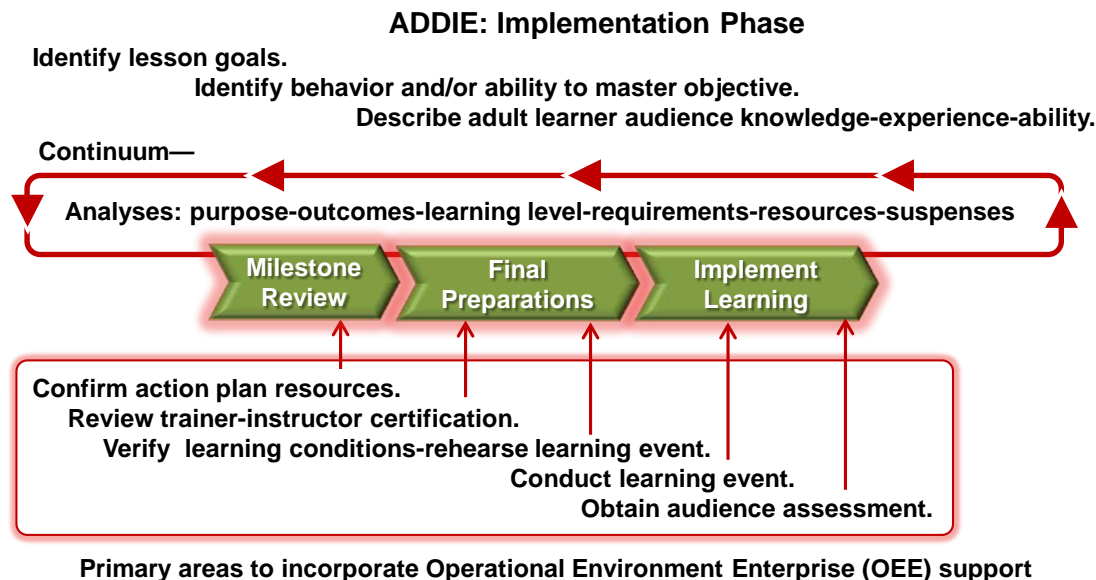 ADDIE: Implementation Phase
Identify lesson goals.
Identify behavior and/or ability to master objective.
Describe adult learner audience knowledge-experience-ability.
Continuum—
Analyses: purpose-outcomes-learning level-requirements-resources-suspenses
Milestone
Review
Final
Preparations
Implement
Learning
Confirm action plan resources.
Review trainer-instructor certification.
Verify learning conditions-rehearse learning event.
Conduct learning event.
Obtain audience assessment.
Primary areas to incorporate Operational Environment Enterprise (OEE) support